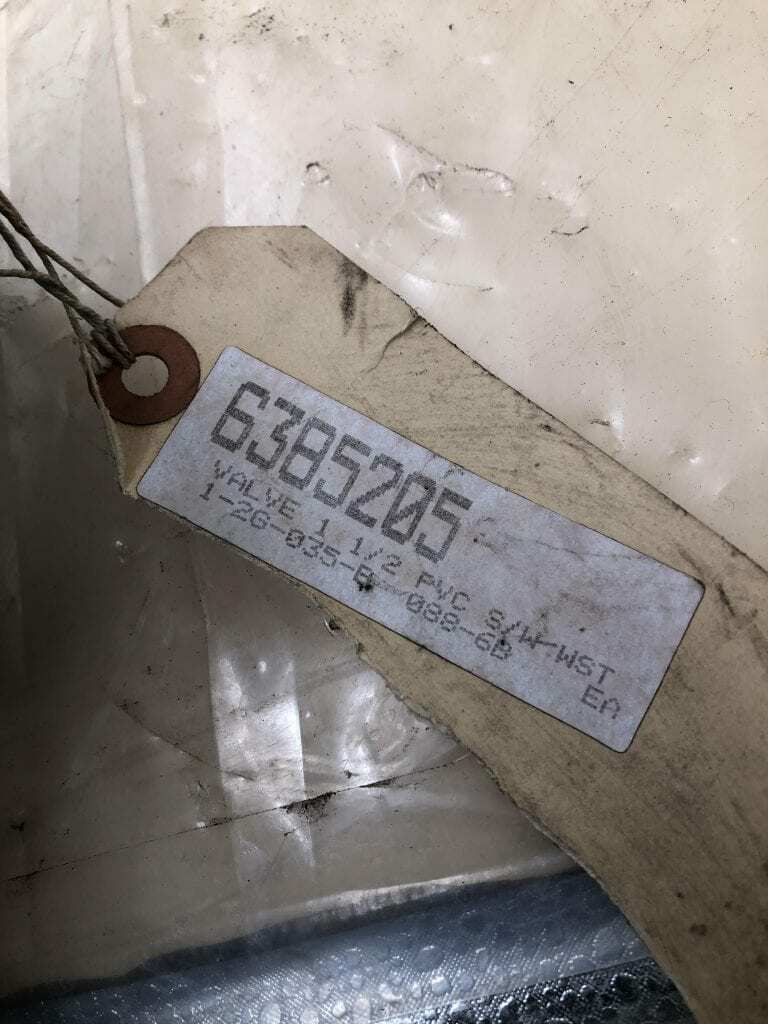 6385205
VALVE 1 1/2 PVC S/W-WST
1-26-035-B -088-6B
EA